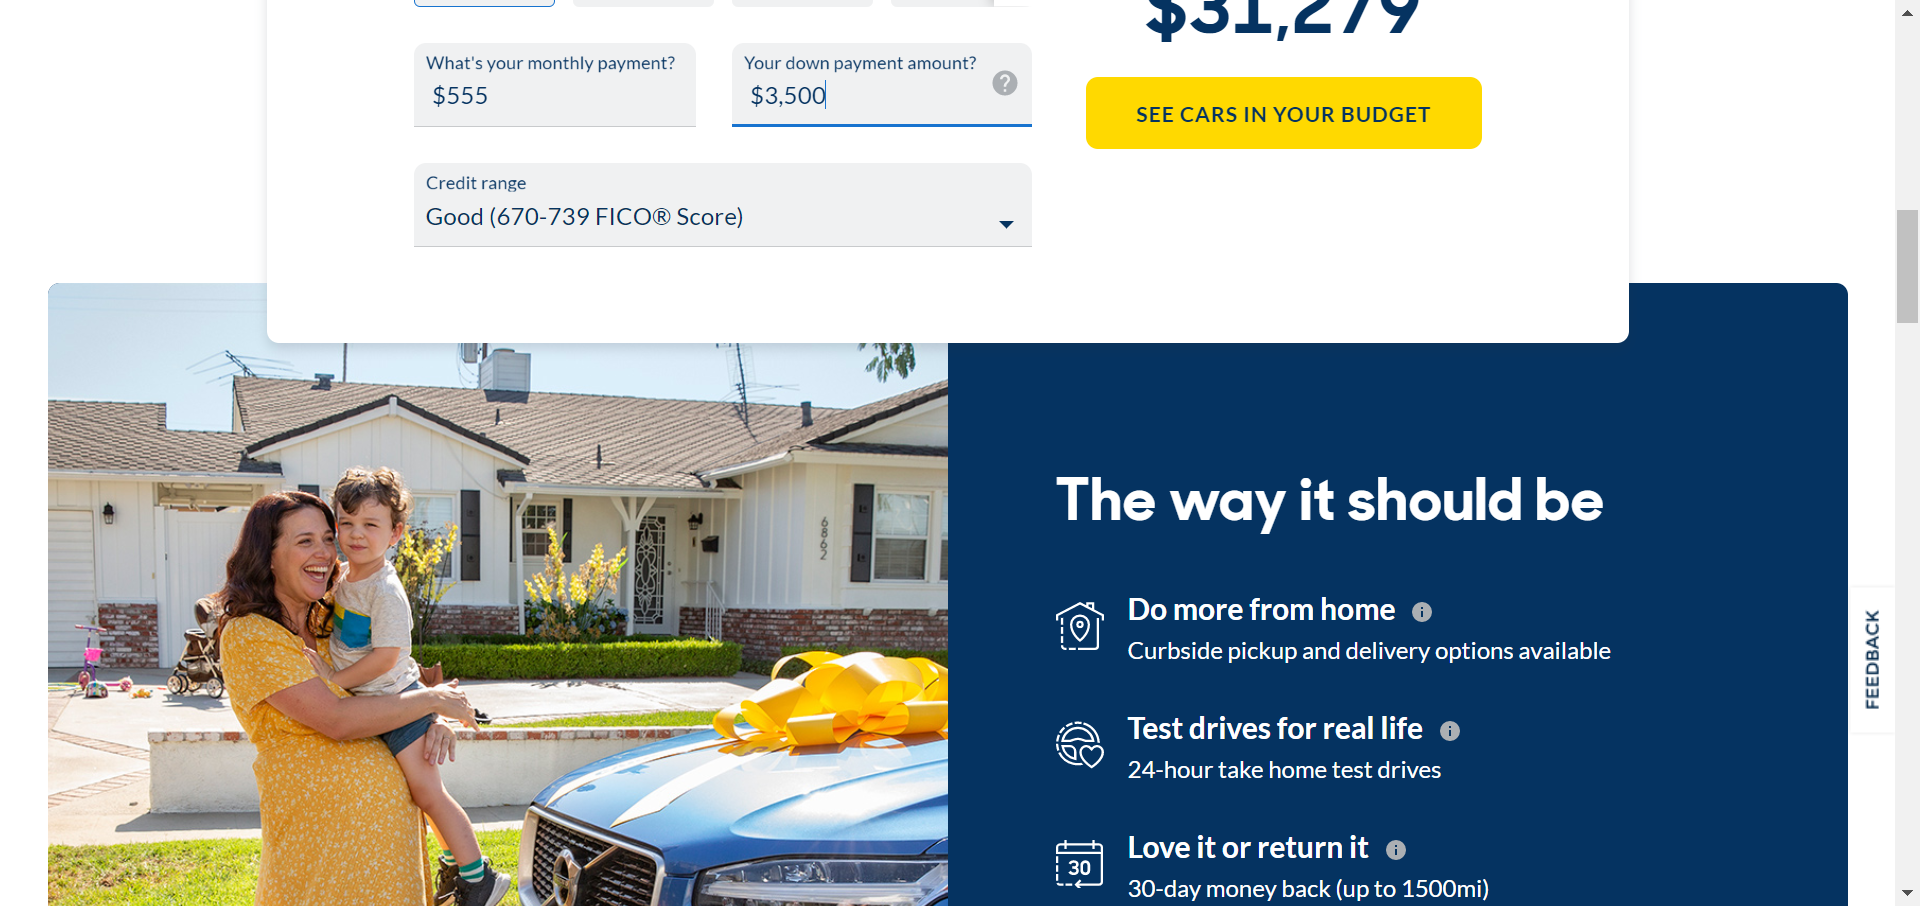 $31,279
What's your monthly payment?
$555
Your down payment amount?
$3,500
?
SEE CARS IN YOUR BUDGET
Credit range
Good (670-739 FICO® Score)
6862
The way it should be
Do more from home
Curbside pickup and delivery options available
Test drives for real life
24-hour take home test drives
30
Love it or return it
30-day money back (up to 1500mi)
FEEDBACK